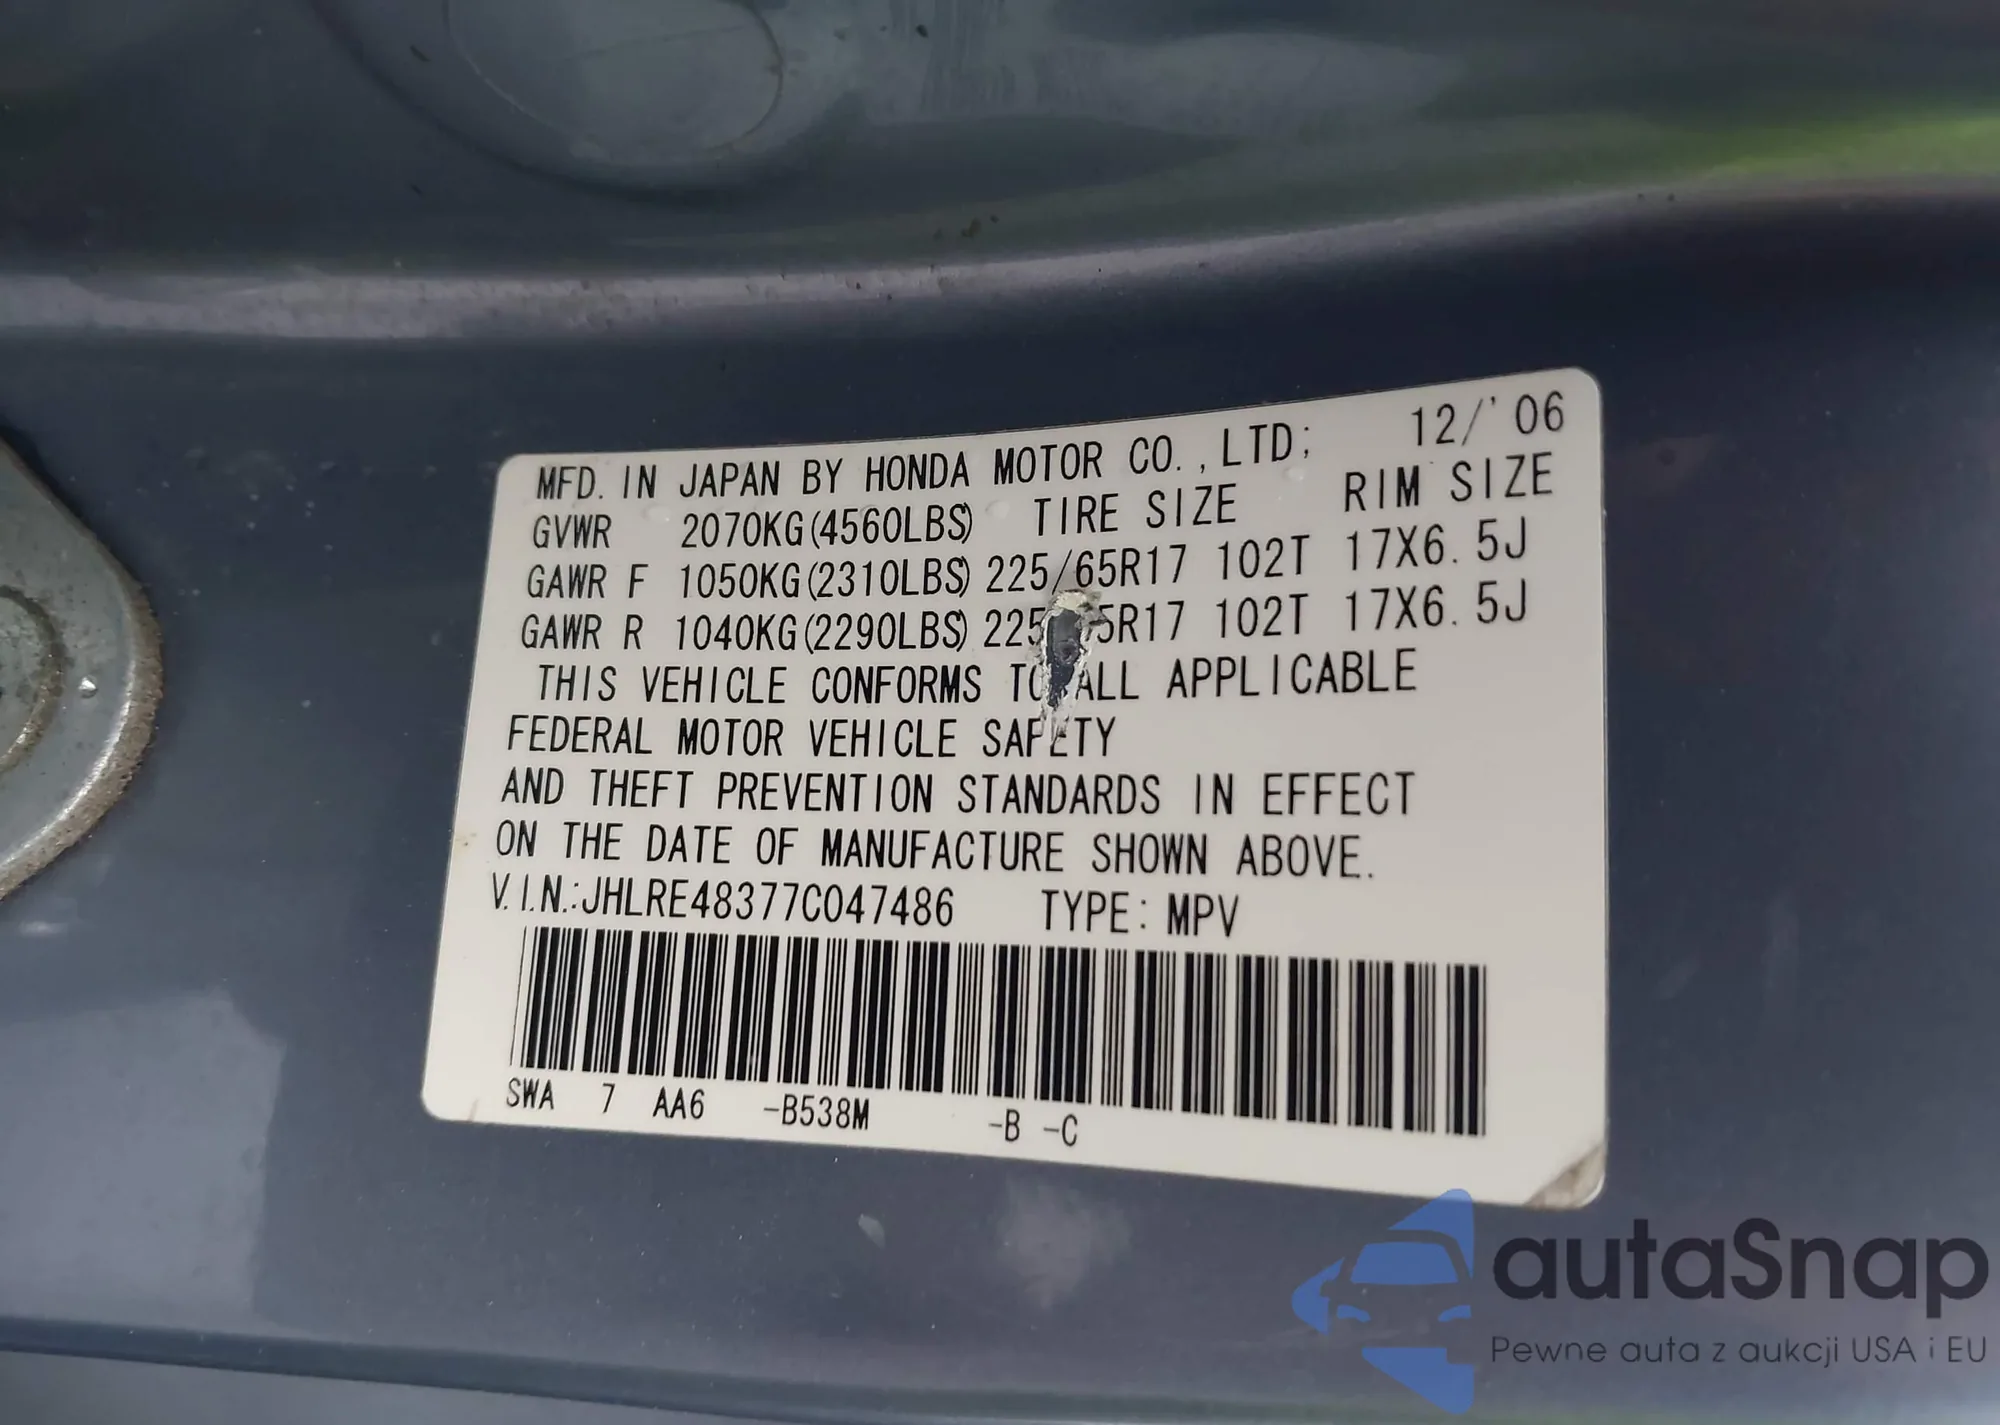 MFD. IN JAPAN BY HONDA MOTOR CO.,LTD; 12/'06
GVWR 2070KG(4560LBS) TIRE SIZE RIM SIZE
GAWR F 1050KG(2310LBS) 225/65R17 102T 17X6.5J
GAWR R 1040KG(2290LBS) 225 5R17 102T 17X6.5J
THIS VEHICLE CONFORMS TO ALL APPLICABLE
FEDERAL MOTOR VEHICLE SAFETY
AND THEFT PREVENTION STANDARDS IN EFFECT
ON THE DATE OF MANUFACTURE SHOWN ABOVE.
V.I.N.:JHLRE48377C047486 TYPE: MPV
SWA 7 AA6 -B538M -B -C
autaSnap
Pewne auta z aukcji USA i EU